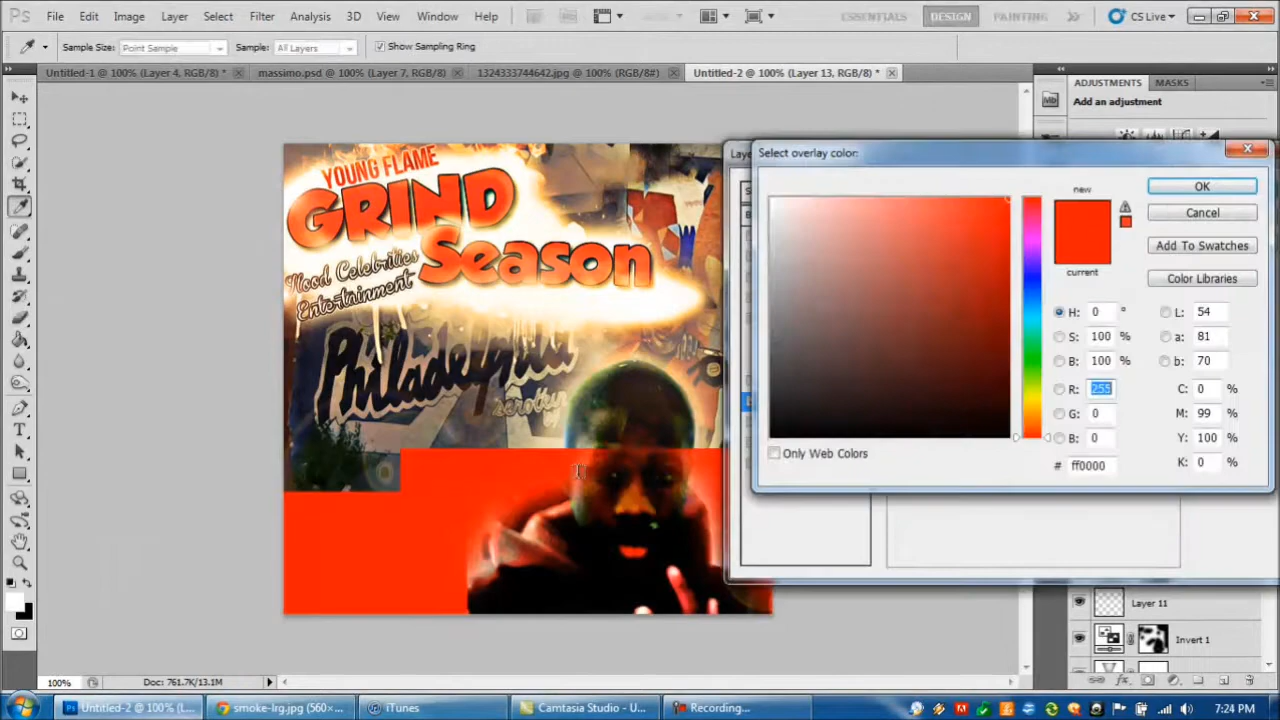 Ps File Edit Image Layer Select Filter Analysis 3D View Window Help
ESSENTIALS DESIGN PAINTING CS Live
Sample Size: Point Sample Sample: All Layers Show Sampling Ring
Untitled-1 @ 100% (Layer 4, RGB/8) * massimo.psd @ 100% (Layer 7, RGB/8) 1324333744642.jpg @ 100% (RGB/8#) Untitled-2 @ 100% (Layer 13, RGB/8) *
ADJUSTMENTS MASKS
Add an adjustment
Mb
YOUNG FLAME
GRIND
Season
Hood Celebrities
Entertainment
Philadelphia
Select overlay color:
new
current
OK
Cancel
Add To Swatches
Color Libraries
H: 0 °
S: 100 %
B: 100 %
R: 255
G: 0
B: 0
# ff0000
L: 54
a: 81
b: 70
C: 0 %
M: 99 %
Y: 100 %
K: 0 %
Only Web Colors
Layer 11
Invert 1
100% Doc: 761.7K/13.1M
Untitled-2 @ 100% (L... smoke-lrg.jpg (560×... iTunes Camtasia Studio - U... Recording... 7:24 PM